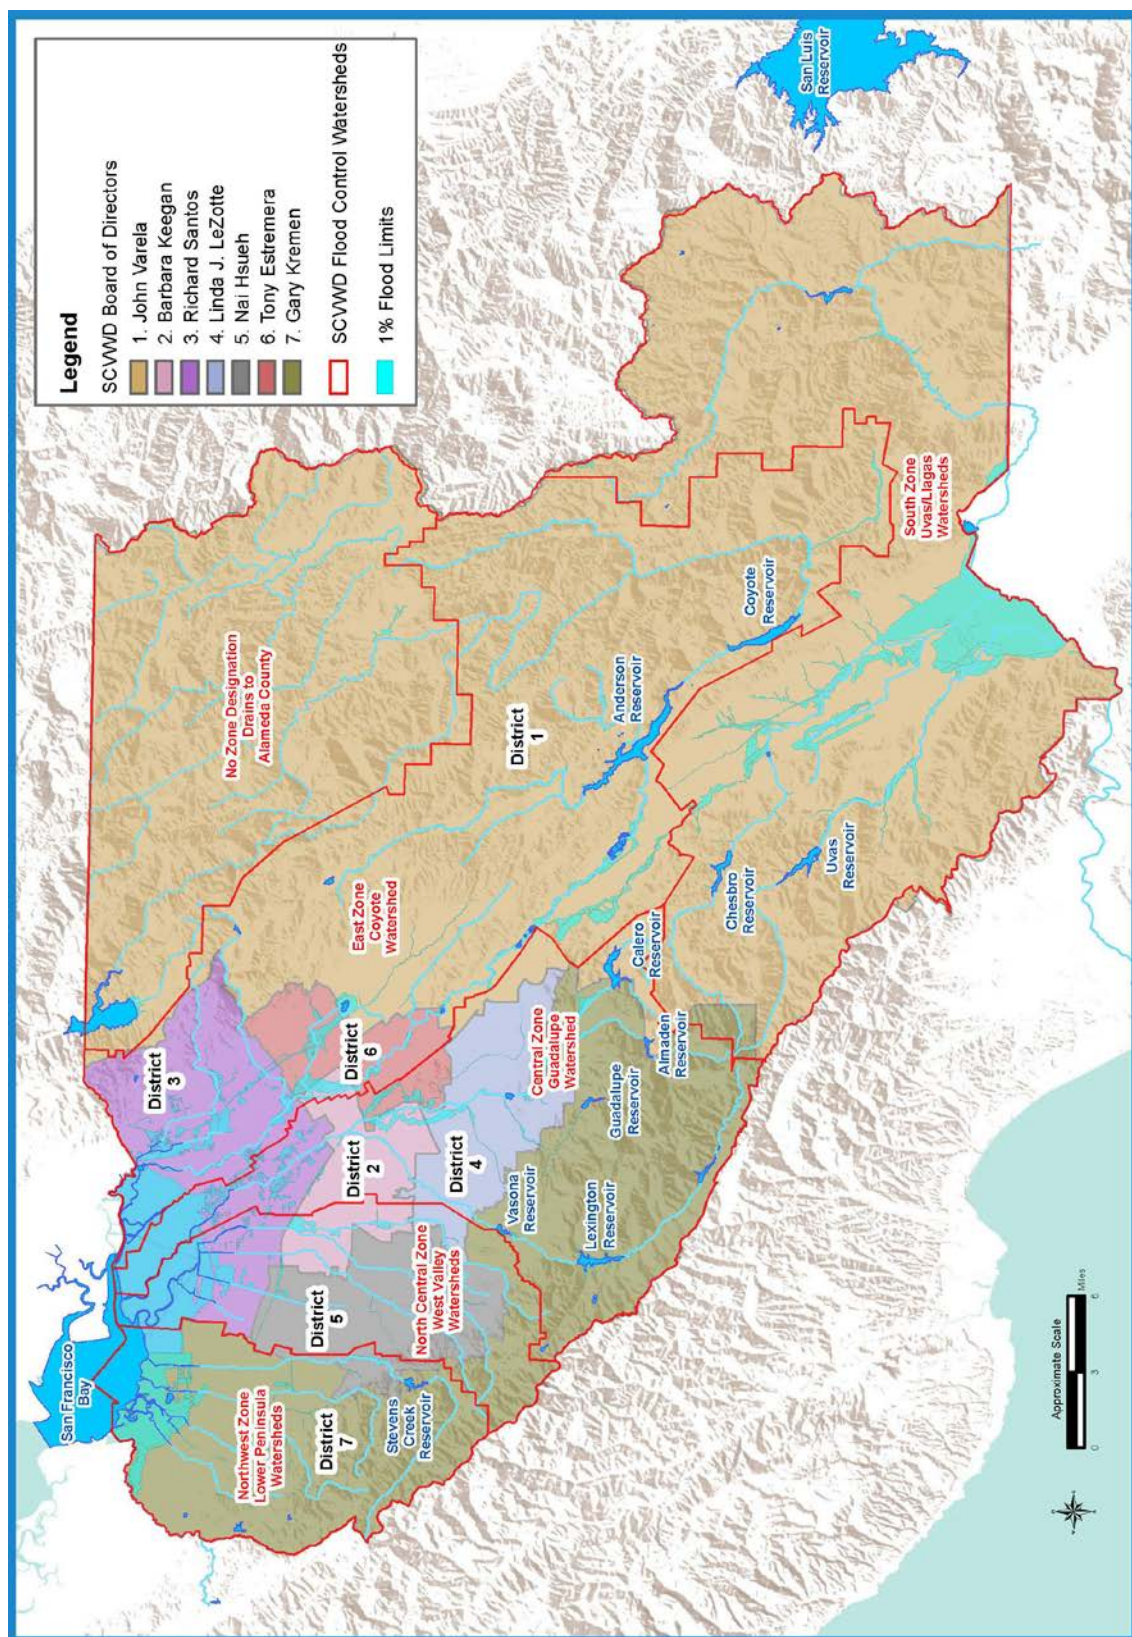 Legend
SCVWD Board of Directors
1. John Varela
2. Barbara Keegan
3. Richard Santos
4. Linda J. LeZotte
5. Nai Hsueh
6. Tony Estremera
7. Gary Kremen
SCVWD Flood Control Watersheds
1% Flood Limits
San Luis
Reservoir
San Francisco
Bay
Northwest Zone
Lower Peninsula
Watersheds
District
7
Stevens
Creek
Reservoir
District
5
North Central Zone
West Valley
Watersheds
District
3
District
2
District
6
District
4
Vasona
Reservoir
Lexington
Reservoir
Central Zone
Guadalupe
Watershed
Guadalupe
Reservoir
Almaden
Reservoir
Calero
Reservoir
No Zone Designation
Drains to
Alameda County
East Zone
Coyote
Watershed
District
1
Anderson
Reservoir
Coyote
Reservoir
Chesbro
Reservoir
Uvas
Reservoir
South Zone
Uvas/Llagas
Watersheds
Approximate Scale
0 3 6
Miles